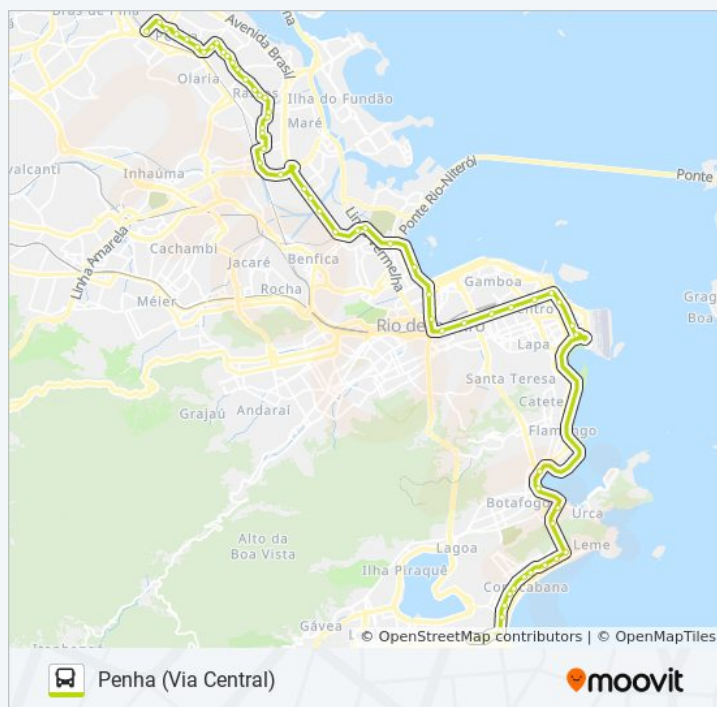 Brás de Pina
Avenida Brasil
Penha
Olaria
Ramos
Ilha do Fundão
Maré
avalcanti
Inhaúma
Ponte Rio-Niterói
Ponte
Linha Amarela
Linha Vermelha
Cachambi
Benfica
Jacaré
Rocha
Gamboa
Méier
Centro
Rio de Janeiro
Grag
Boa
Lapa
Santa Teresa
Catete
Grajaú
Andaraí
Flamengo
Botafogo
Urca
Alto da
Boa Vista
Leme
Lagoa
Ilha Piraquê
Copacabana
Gávea
© OpenStreetMap contributors | © OpenMapTiles
Penha (Via Central)
moovit